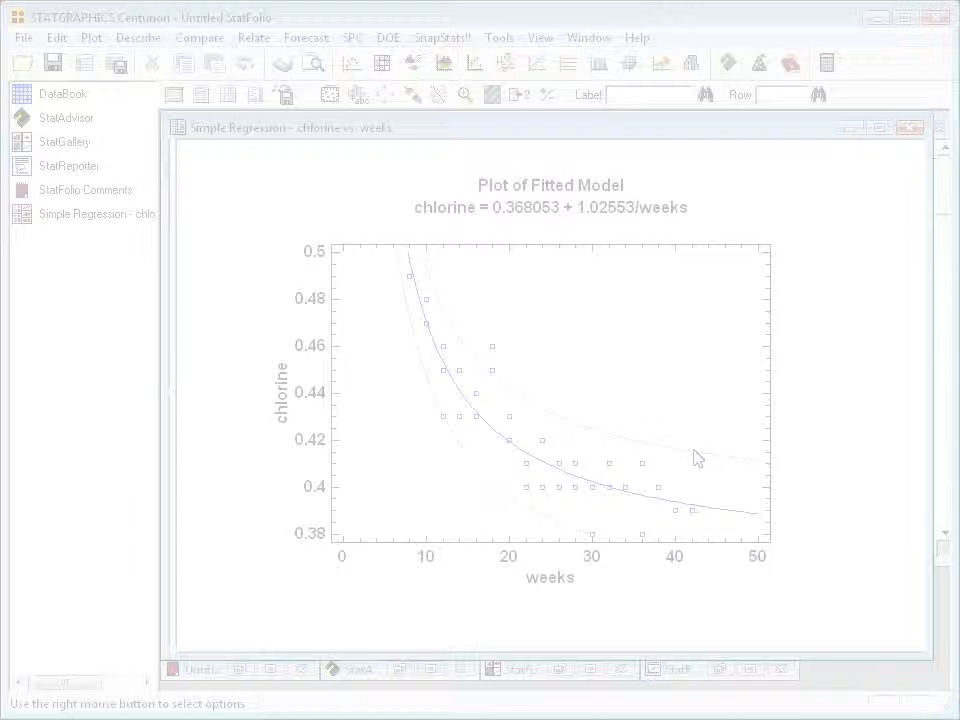 STATGRAPHICS Centurion - Untitled StatFolio
File Edit Plot Describe Compare Relate Forecast SPC DOE SnapStats!! Tools View Window Help
Label: Row
DataBook
StatAdvisor
StatGallery
StatReporter
StatFolio Comments
Simple Regression - chlo
Simple Regression - chlorine vs. weeks
Plot of Fitted Model
chlorine = 0.368053 + 1.02553/weeks
0.5
0.48
0.46
0.44
0.42
0.4
0.38
chlorine
0 10 20 30 40 50
weeks
Use the right mouse button to select options